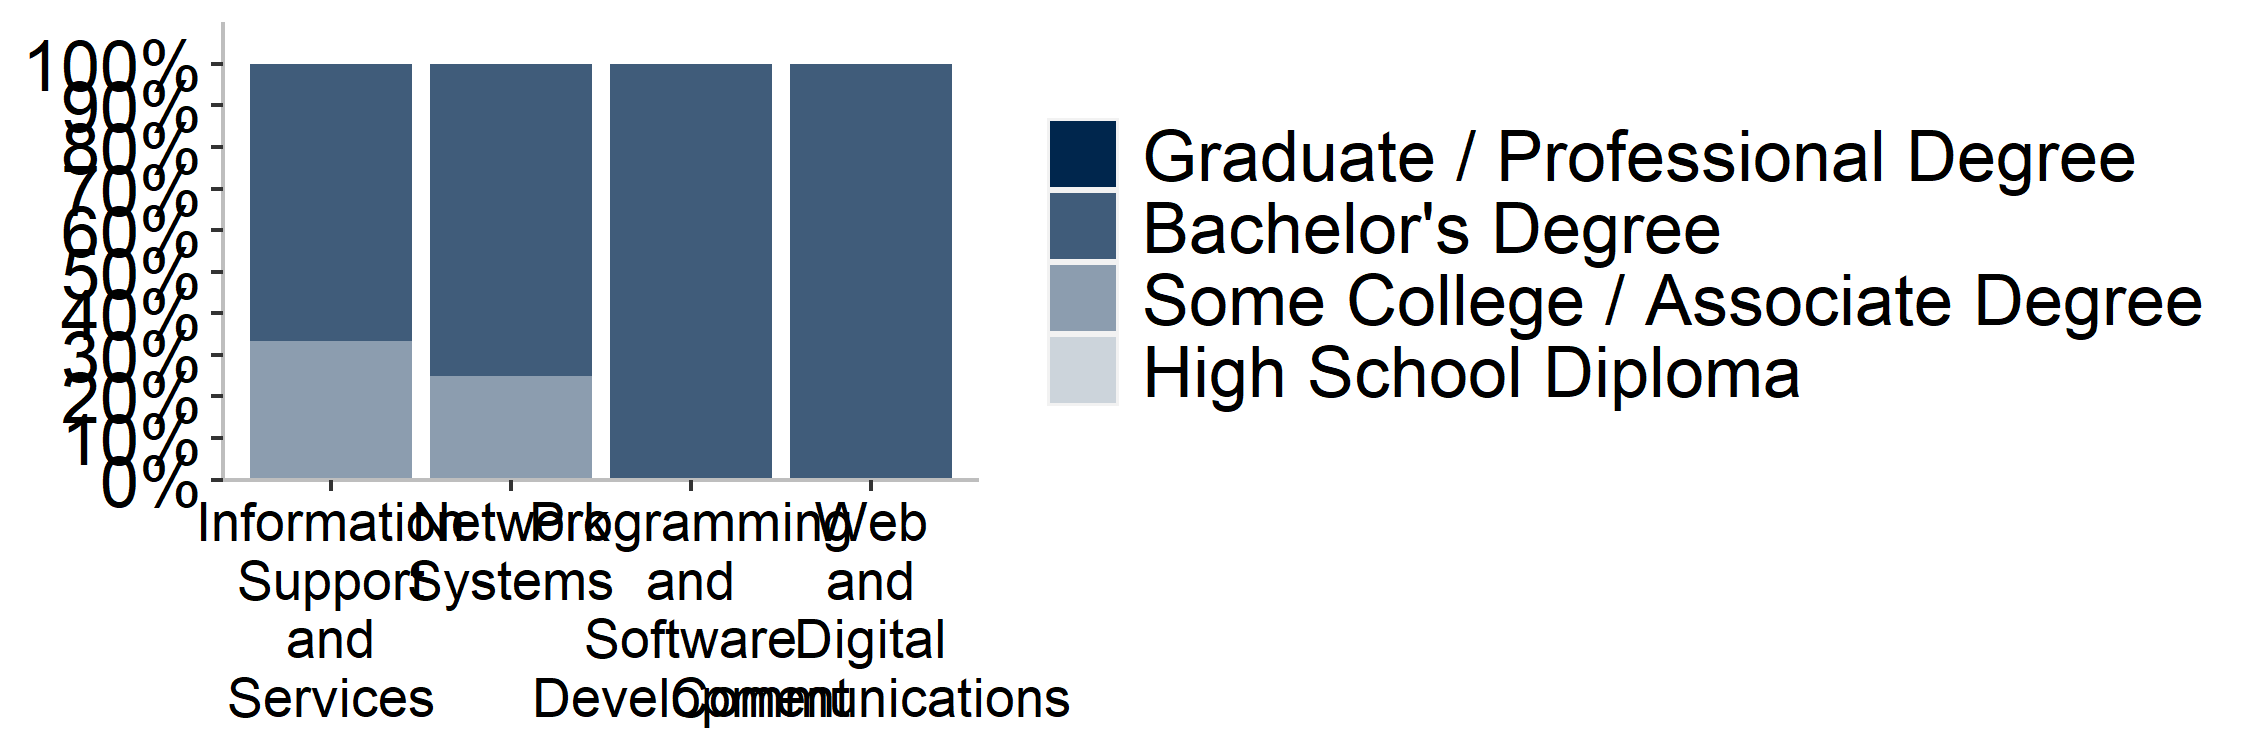 100%
90%
80%
70%
60%
50%
40%
30%
20%
10%
0%
Information
Support
and
Services
Network
Systems
Programming
and
Software
Development
Web
and
Digital
Communications
Graduate / Professional Degree
Bachelor's Degree
Some College / Associate Degree
High School Diploma